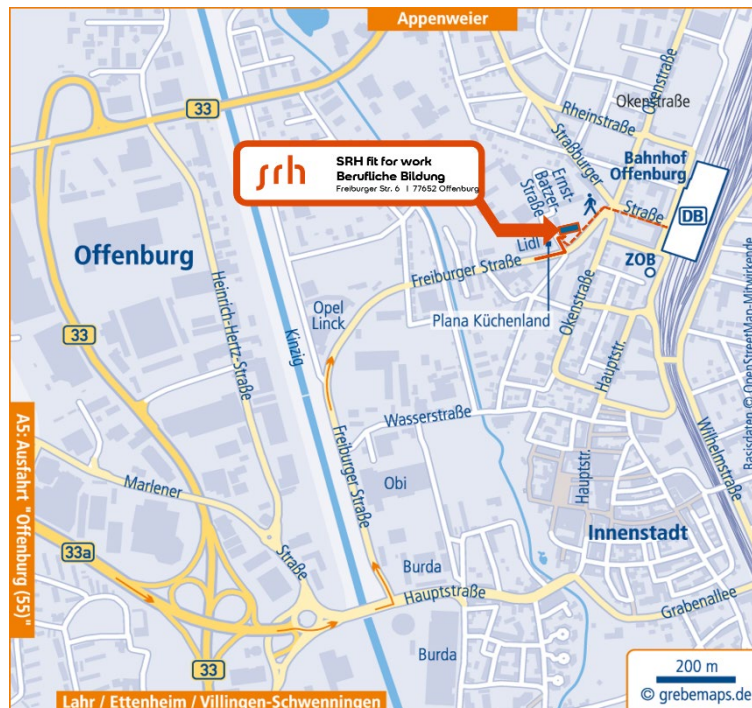 Appenweier
33
Okenstraße
Okenstraße
Rheinstraße
Straßburger
Straße
Bahnhof
Offenburg
DB
ZOB
srh
SRH fit for work
Berufliche Bildung
Freiburger Str. 6 | 77652 Offenburg
Ernst-
Batzer-
Straße
Lidl
Freiburger Straße
Plana Küchenland
Offenburg
33
Heinrich-Hertz-Straße
Kinzig
Opel
Linck
Okenstraße
Hauptstr.
Wasserstraße
Freiburger Straße
Hauptstr.
Wilhelmstraße
Basisdaten © OpenStreetMap-Mitwirkende
A5: Ausfahrt "Offenburg (55)"
Marlener
Straße
Obi
Innenstadt
33a
Burda
Hauptstraße
Grabenallee
Burda
33
Lahr / Ettenheim / Villingen-Schwenningen
200 m
© grebemaps.de